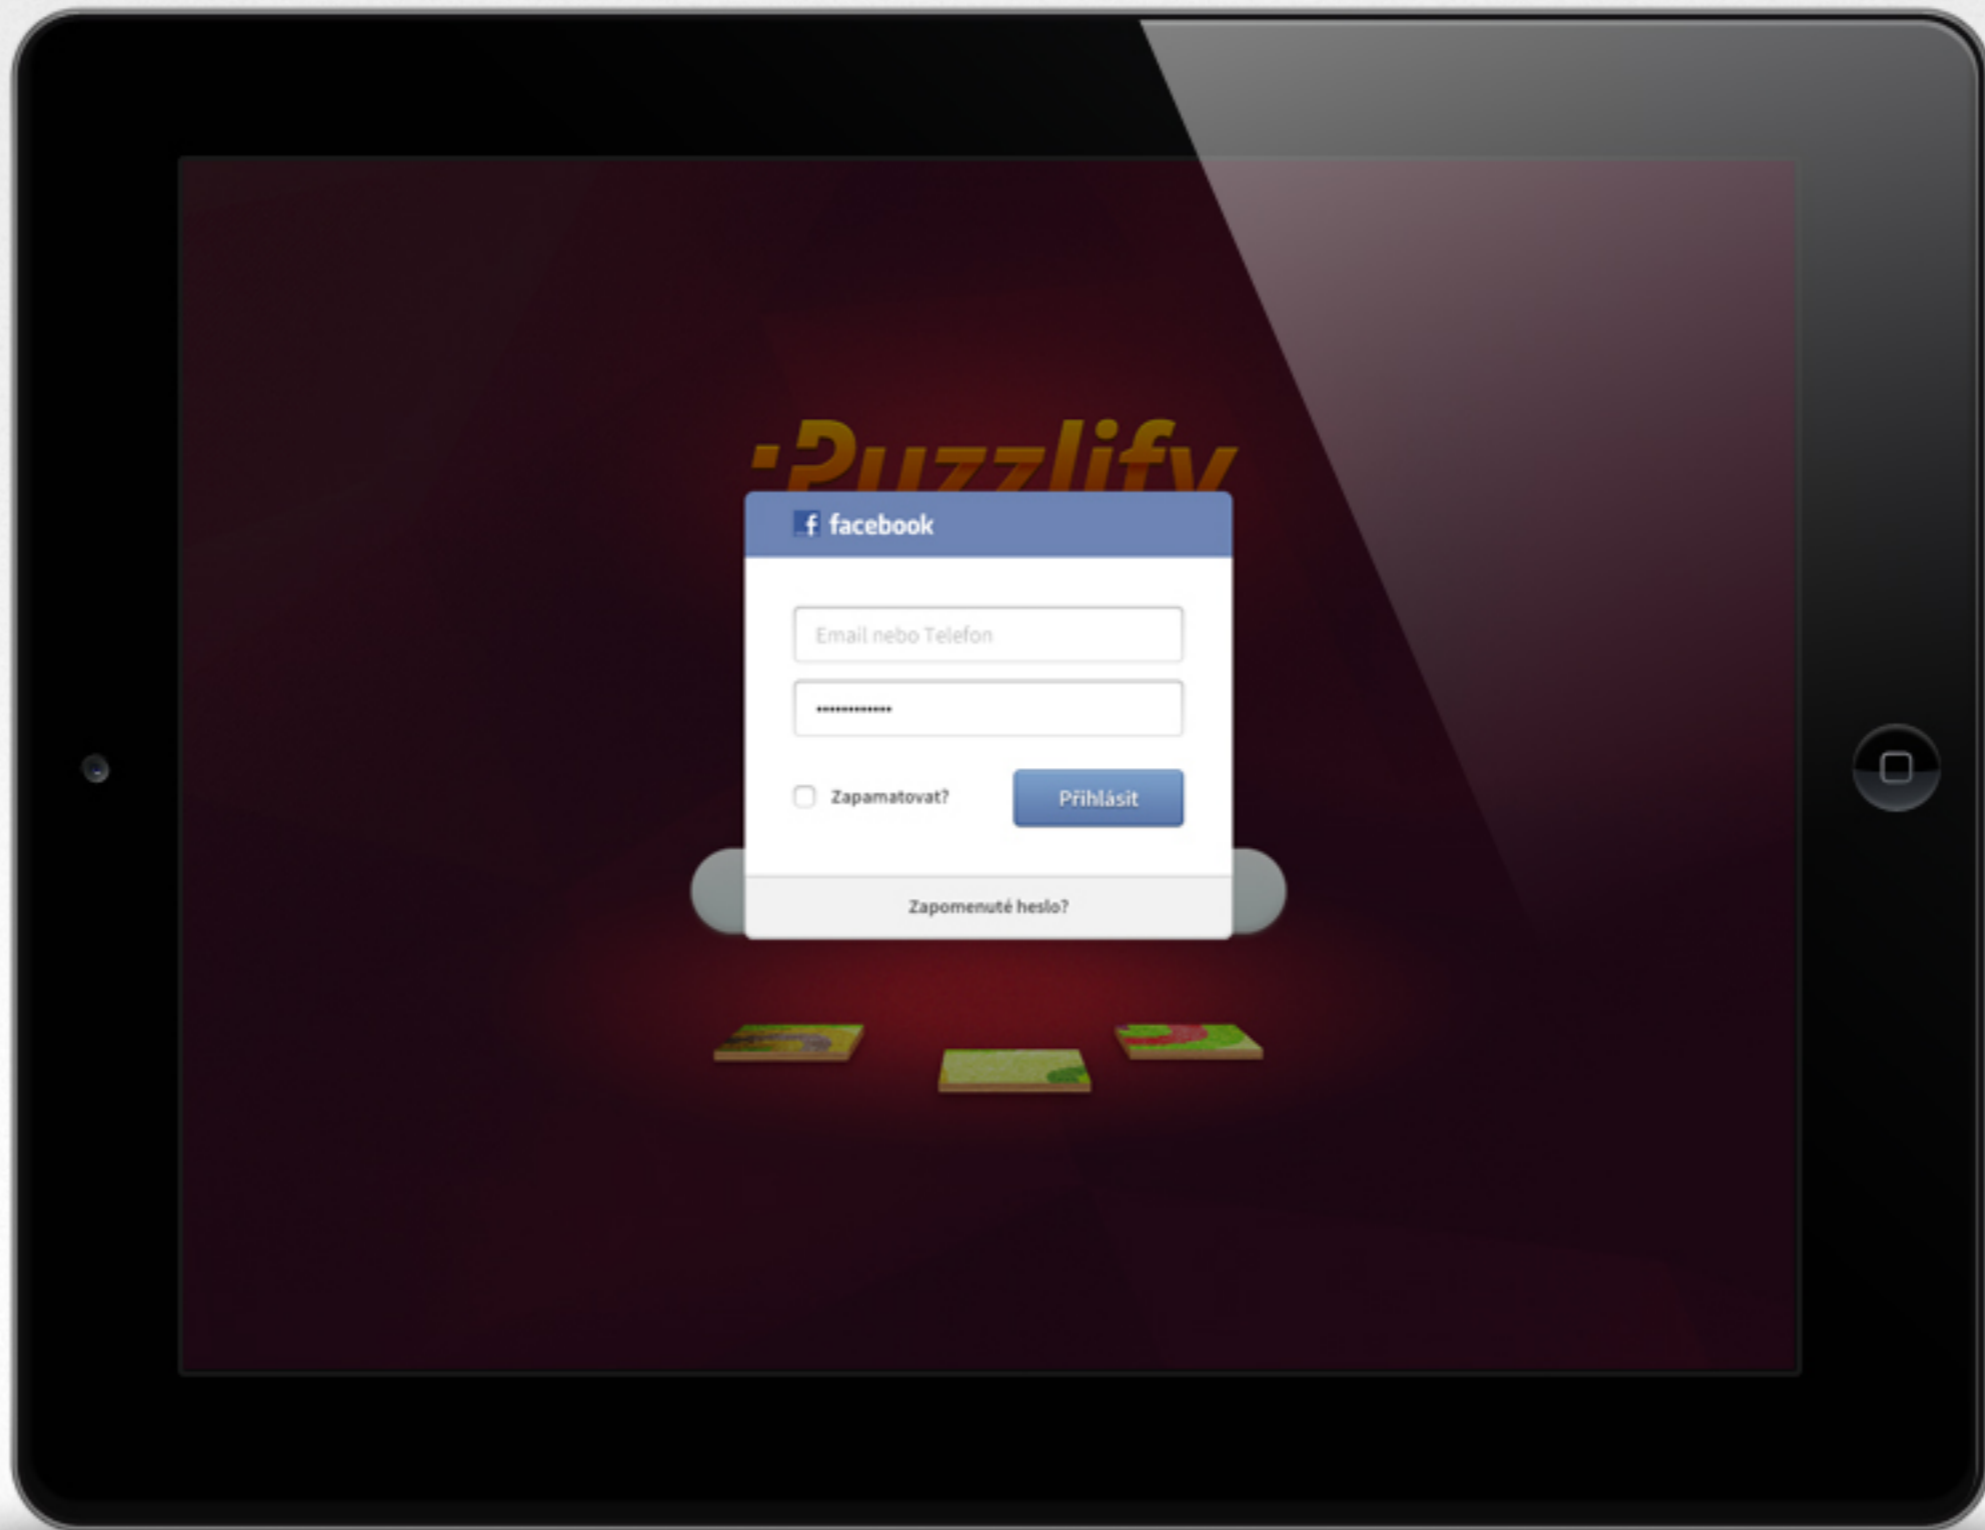 Puzzlify
facebook
Email nebo Telefon
••••••••••••
Zapamatovat?
Přihlásit
Zapomenuté heslo?